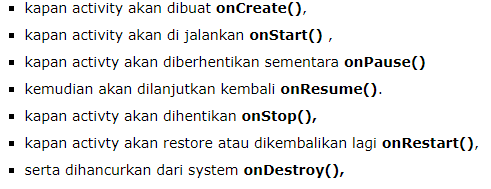 ▪ kapan activity akan dibuat onCreate(),
▪ kapan activity akan di jalankan onStart() ,
▪ kapan activty akan diberhentikan sementara onPause()
▪ kemudian akan dilanjutkan kembali onResume().
▪ kapan activty akan dihentikan onStop(),
▪ kapan activty akan restore atau dikembalikan lagi onRestart(),
▪ serta dihancurkan dari system onDestroy(),